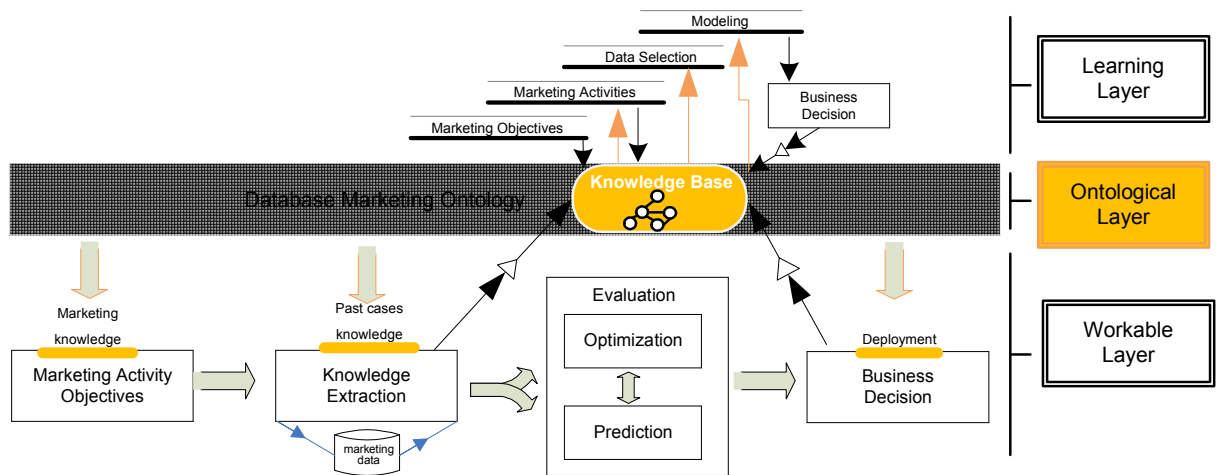 Modeling
Data Selection
Marketing Activities
Marketing Objectives
Business
Decision
Learning
Layer
Database Marketing Ontology
Knowledge Base
Ontological
Layer
Marketing
knowledge
Marketing Activity
Objectives
Past cases
knowledge
Knowledge
Extraction
marketing
data
Evaluation
Optimization
Prediction
Deployment
Business
Decision
Workable
Layer